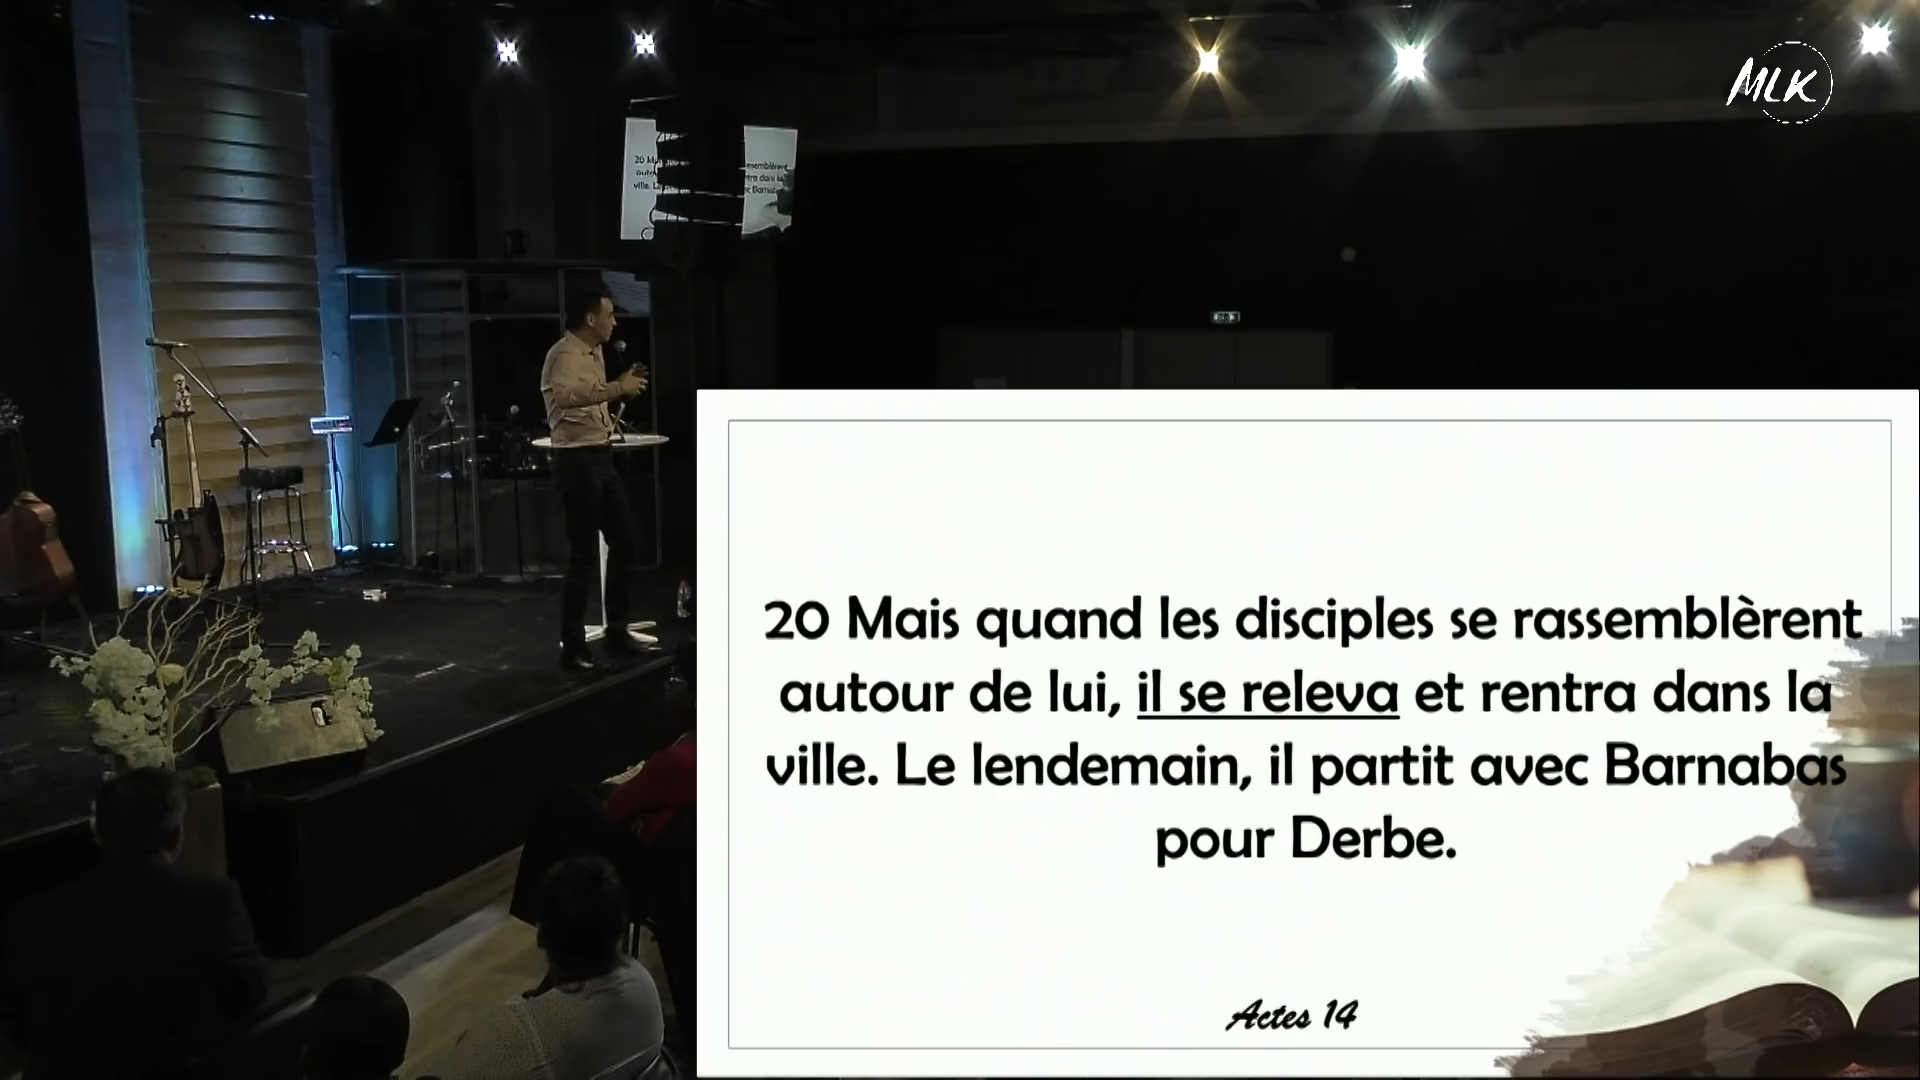 MLK
20 Mais quand les disciples se rassemblèrent
autour de lui, il se releva et rentra dans la
ville. Le lendemain, il partit avec Barnabas
pour Derbe.
Actes 14